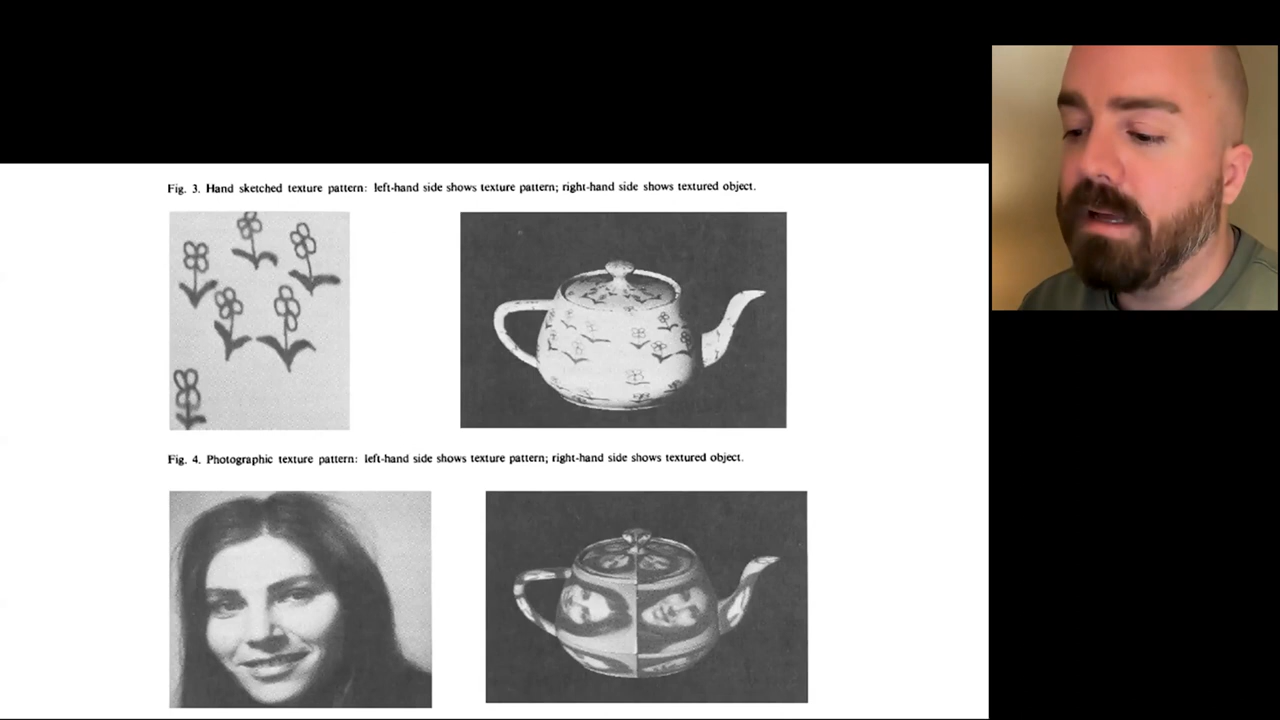 Fig. 3. Hand sketched texture pattern: left-hand side shows texture pattern; right-hand side shows textured object.
Fig. 4. Photographic texture pattern: left-hand side shows texture pattern; right-hand side shows textured object.